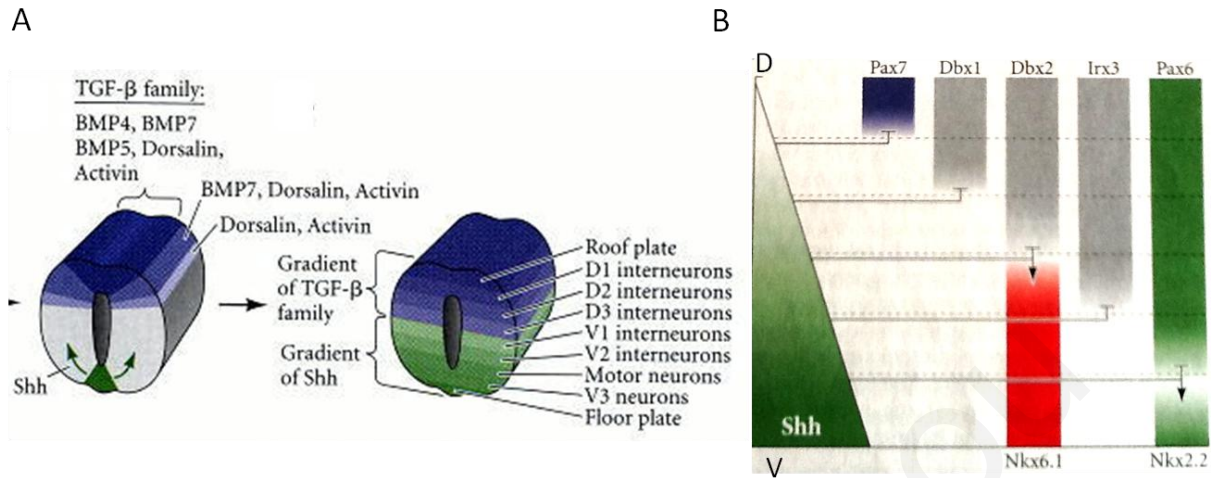 A
B
TGF-β family:
BMP4, BMP7
BMP5, Dorsalin,
Activin
BMP7, Dorsalin, Activin
Dorsalin, Activin
Shh
Gradient
of TGF-β
family
Gradient
of Shh
Roof plate
D1 interneurons
D2 interneurons
D3 interneurons
V1 interneurons
V2 interneurons
Motor neurons
V3 neurons
Floor plate
D
Pax7 Dbx1 Dbx2 Irx3 Pax6
Shh
V
Nkx6.1 Nkx2.2